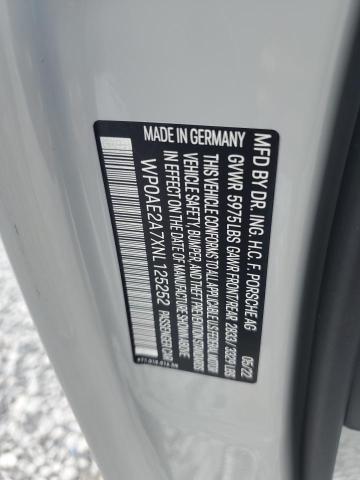 MFD BY DR. ING. H.C. F. PORSCHE AG
05/22
GVWR 5975 LBS GAWR FRONT/REAR 2833 / 3329 LBS
THIS VEHICLE CONFORMS TO ALL APPLICABLE U.S FEDERAL MOTOR
VEHICLE SAFETY, BUMPER, AND THEFT PREVENTION STANDARDS
IN EFFECT ON THE DATE OF MANUFACTURE SHOWN ABOVE
WP0AE2A7XNL125252 PASSENGER CAR
MADE IN GERMANY